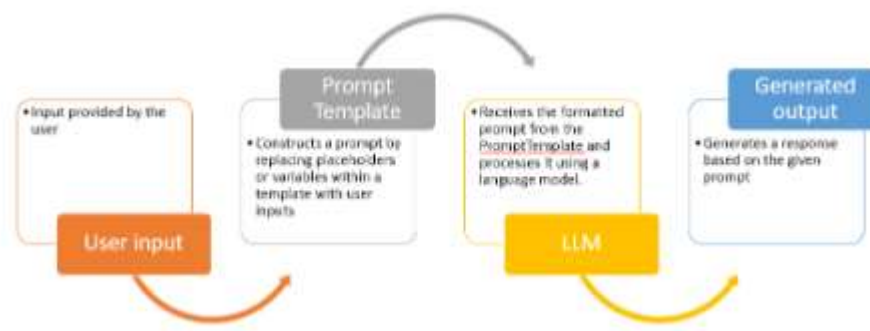 • Input provided by the
user
User input
Prompt
Template
• Constructs a prompt by
replacing placeholders
or variables within a
template with user
inputs
• Receives the formatted
prompt from the
PromptTemplate and
processes it using a
language model.
LLM
Generated
output
• Generates a response
based on the given
prompt